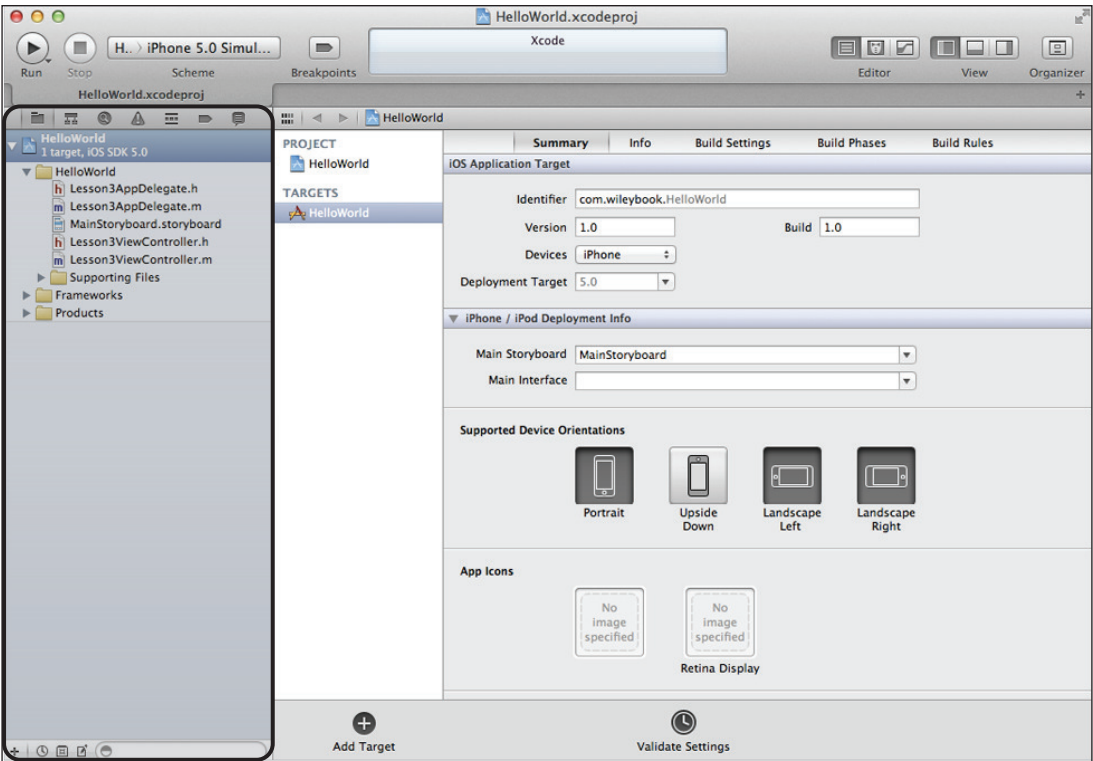 HelloWorld.xcodeproj
H.. › iPhone 5.0 Simul...
Xcode
Run Stop Scheme Breakpoints Editor View Organizer
HelloWorld.xcodeproj
HelloWorld
HelloWorld
1 target, iOS SDK 5.0
HelloWorld
Lesson3AppDelegate.h
Lesson3AppDelegate.m
MainStoryboard.storyboard
Lesson3ViewController.h
Lesson3ViewController.m
Supporting Files
Frameworks
Products
PROJECT
HelloWorld
TARGETS
HelloWorld
Summary Info Build Settings Build Phases Build Rules
iOS Application Target
Identifier com.wileybook.HelloWorld
Version 1.0 Build 1.0
Devices iPhone
Deployment Target 5.0
iPhone / iPod Deployment Info
Main Storyboard MainStoryboard
Main Interface
Supported Device Orientations
Portrait Upside Down Landscape Left Landscape Right
App Icons
No image specified
No image specified
Retina Display
Add Target Validate Settings